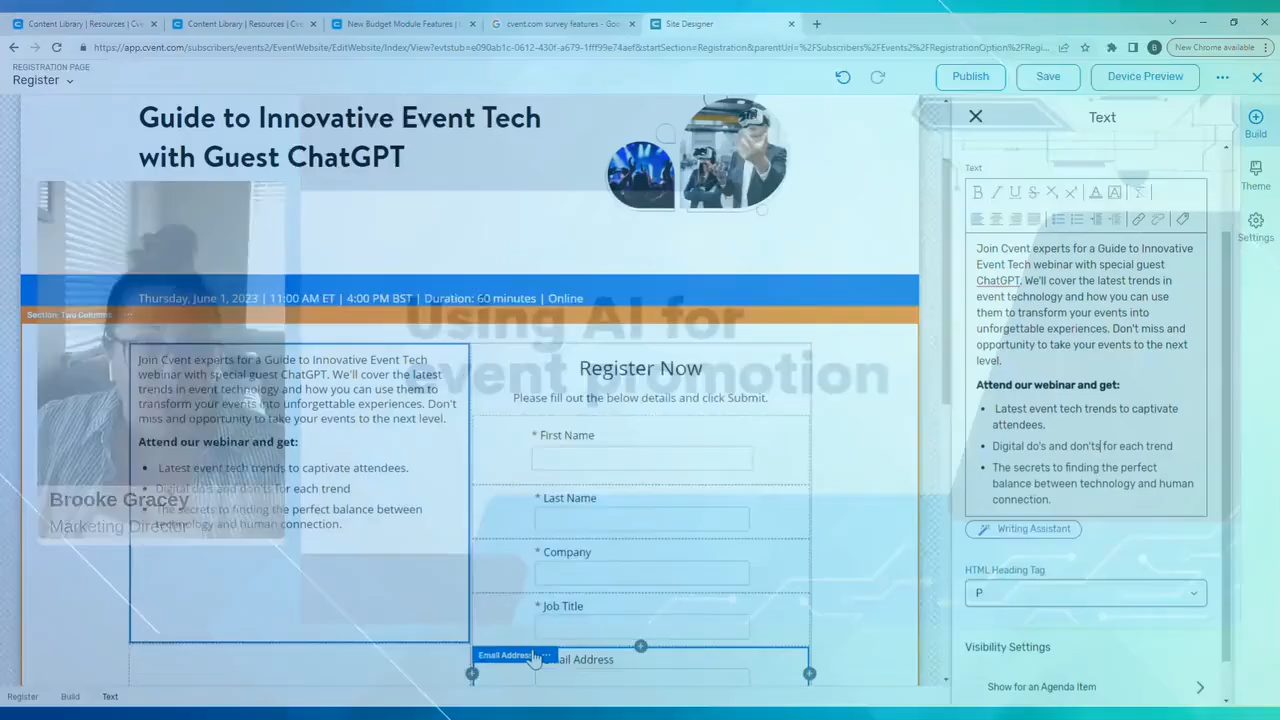 Content Library | Resources | Cve
Content Library | Resources | Cve
New Budget Module Features | 
cvent.com survey features - Goo
Site Designer
https://app.cvent.com/subscribers/events2/EventWebsite/EditWebsite/Index/View?evtstub=e090ab1c-0612-430f-a679-1fff99e74aef&startSection=Registration&parentUrl=%2FSubscribers%2FEvents2%2FRegistrationOption%2FRegi...
B
New Chrome available
REGISTRATION PAGE
Register
Publish
Save
Device Preview
Guide to Innovative Event Tech
with Guest ChatGPT
Thursday, June 1, 2023 | 11:00 AM ET | 4:00 PM BST | Duration: 60 minutes | Online
Section: Two Columns
Using AI for
event promotion
Join Cvent experts for a Guide to Innovative Event Tech
webinar with special guest ChatGPT. We'll cover the latest
trends in event technology and how you can use them to
transform your events into unforgettable experiences. Don't
miss and opportunity to take your events to the next level.
Attend our webinar and get:
• Latest event tech trends to captivate attendees.
• Digital do's and don'ts for each trend
• The secrets to finding the perfect balance between
technology and human connection.
Brooke Gracey
Marketing Director
Register Now
Please fill out the below details and click Submit.
* First Name
* Last Name
* Company
* Job Title
Email Address
Email Address
Text
Text
B I U S X X A A Σ
Join Cvent experts for a Guide to Innovative
Event Tech webinar with special guest
ChatGPT. We'll cover the latest trends in
event technology and how you can use
them to transform your events into
unforgettable experiences. Don't miss and
opportunity to take your events to the next
level.
Attend our webinar and get:
• Latest event tech trends to captivate
attendees.
• Digital do's and don'ts for each trend
• The secrets to finding the perfect
balance between technology and human
connection.
Writing Assistant
HTML Heading Tag
P
Visibility Settings
Show for an Agenda Item
Build
Theme
Settings
Register
Build
Text